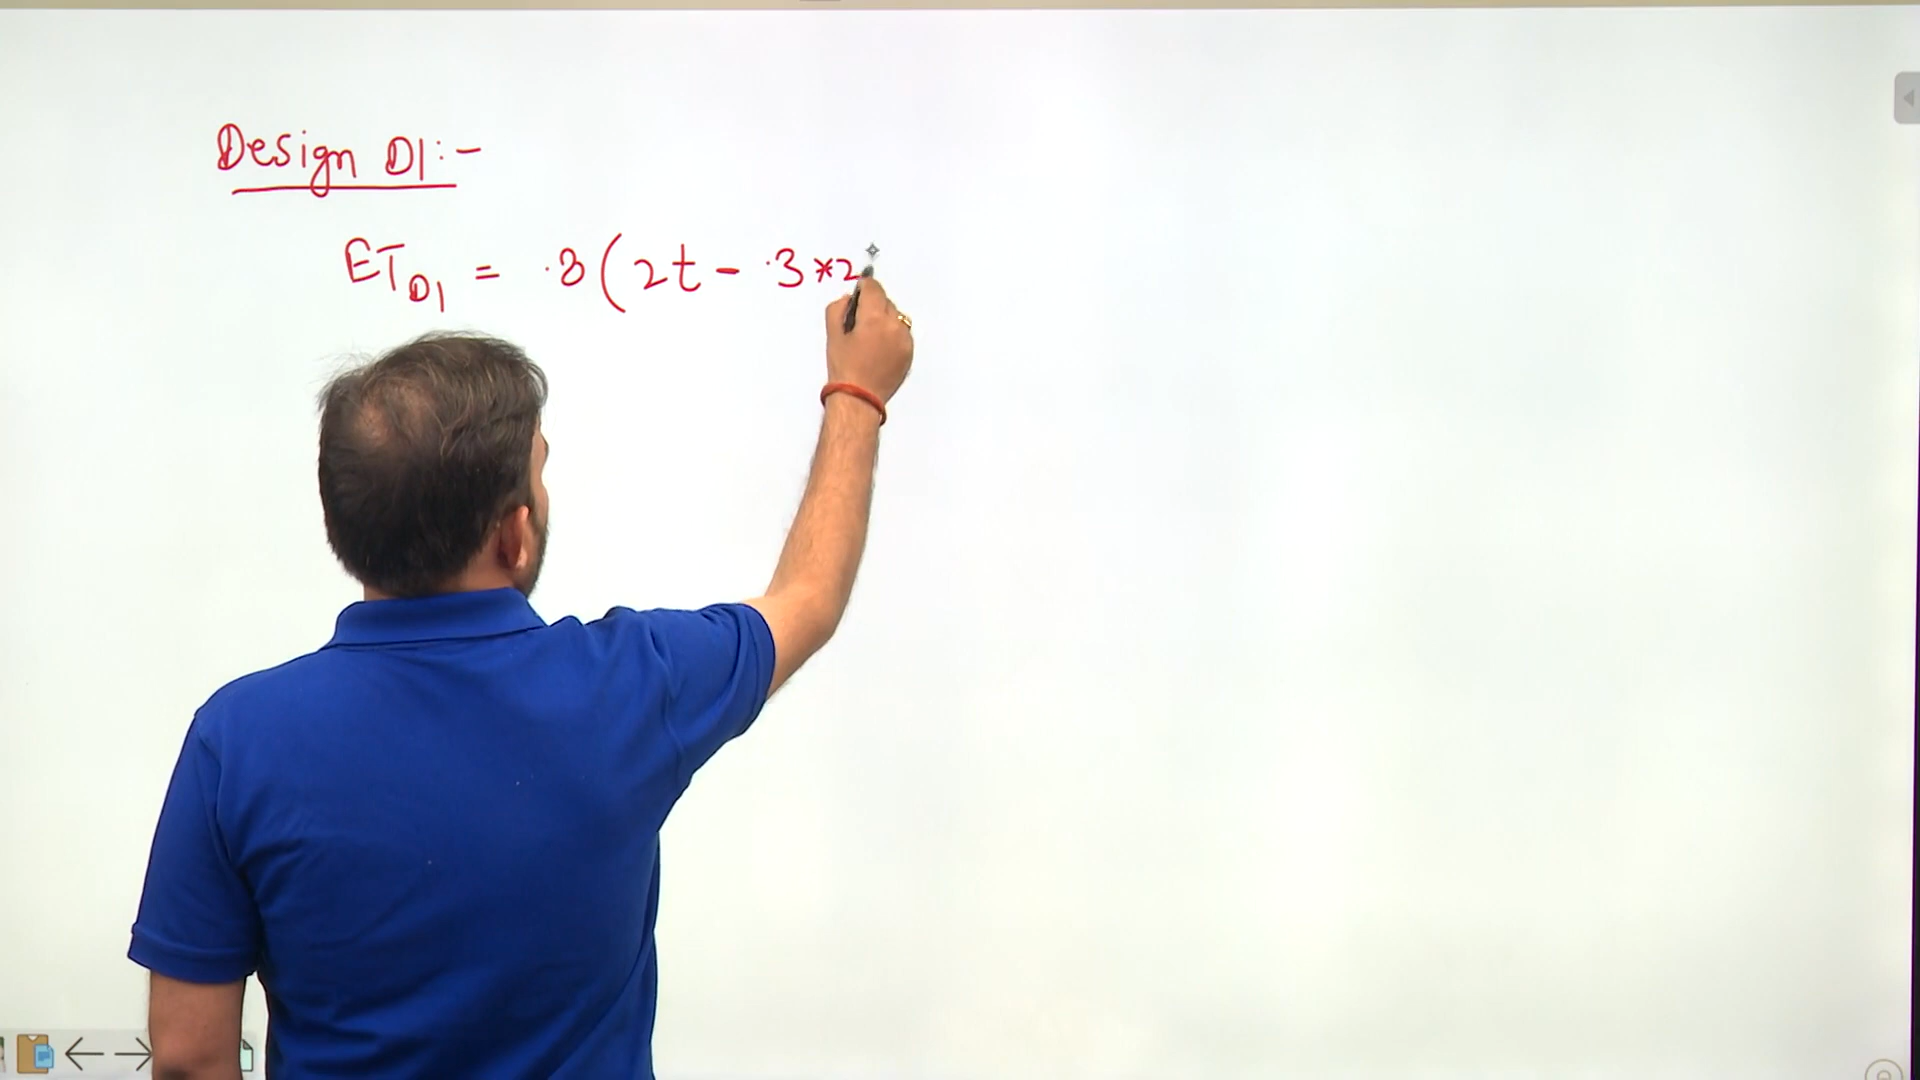 Design D1:-
ET_D1 = .8(2t - .3*2